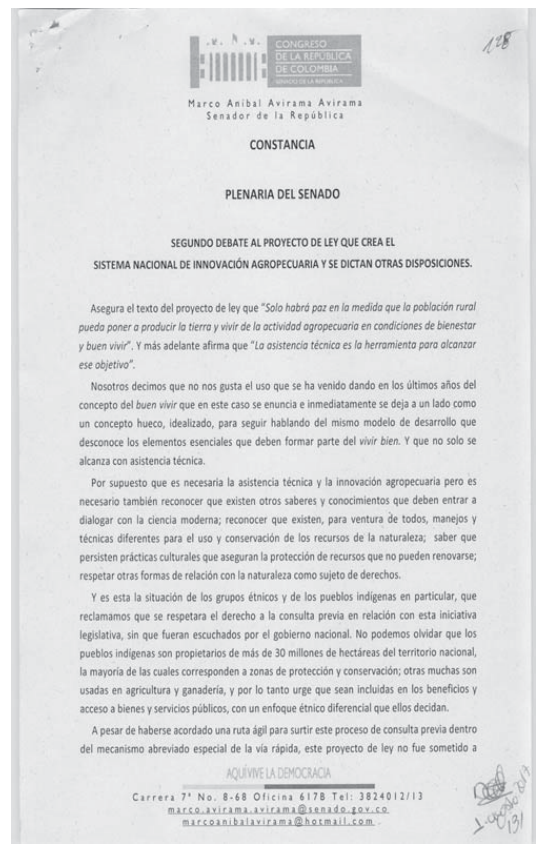 128
CONGRESO
DE LA REPÚBLICA
DE COLOMBIA
SENADO DE LA REPÚBLICA
Marco Anibal Avirama Avirama
Senador de la República
CONSTANCIA
PLENARIA DEL SENADO
SEGUNDO DEBATE AL PROYECTO DE LEY QUE CREA EL
SISTEMA NACIONAL DE INNOVACIÓN AGROPECUARIA Y SE DICTAN OTRAS DISPOSICIONES.
Asegura el texto del proyecto de ley que "Solo habrá paz en la medida que la población rural
pueda poner a producir la tierra y vivir de la actividad agropecuaria en condiciones de bienestar
y buen vivir". Y más adelante afirma que "La asistencia técnica es la herramienta para alcanzar
ese objetivo".
Nosotros decimos que no nos gusta el uso que se ha venido dando en los últimos años del
concepto del buen vivir que en este caso se enuncia e inmediatamente se deja a un lado como
un concepto hueco, idealizado, para seguir hablando del mismo modelo de desarrollo que
desconoce los elementos esenciales que deben formar parte del vivir bien. Y que no solo se
alcanza con asistencia técnica.
Por supuesto que es necesaria la asistencia técnica y la innovación agropecuaria pero es
necesario también reconocer que existen otros saberes y conocimientos que deben entrar a
dialogar con la ciencia moderna; reconocer que existen, para ventura de todos, manejos y
técnicas diferentes para el uso y conservación de los recursos de la naturaleza; saber que
persisten prácticas culturales que aseguran la protección de recursos que no pueden renovarse;
respetar otras formas de relación con la naturaleza como sujeto de derechos.
Y es esta la situación de los grupos étnicos y de los pueblos indígenas en particular, que
reclamamos que se respetara el derecho a la consulta previa en relación con esta iniciativa
legislativa, sin que fueran escuchados por el gobierno nacional. No podemos olvidar que los
pueblos indígenas son propietarios de más de 30 millones de hectáreas del territorio nacional,
la mayoría de las cuales corresponden a zonas de protección y conservación; otras muchas son
usadas en agricultura y ganadería, y por lo tanto urge que sean incluidas en los beneficios y
acceso a bienes y servicios públicos, con un enfoque étnico diferencial que ellos decidan.
A pesar de haberse acordado una ruta ágil para surtir este proceso de consulta previa dentro
del mecanismo abreviado especial de la vía rápida, este proyecto de ley no fue sometido a
AQUÍ VIVE LA DEMOCRACIA
Carrera 7ª No. 8-68 Oficina 617B Tel: 3824012/13
marco.avirama.avirama@senado.gov.co
marcoanibalavirama@hotmail.com
131